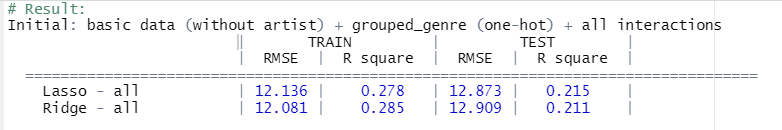 # Result:
Initial: basic data (without artist) + grouped_genre (one-hot) + all interactions
|| TRAIN | TEST |
| RMSE | R square | RMSE | R square |
================================================================================
Lasso - all | 12.136 | 0.278 | 12.873 | 0.215 |
Ridge - all | 12.081 | 0.285 | 12.909 | 0.211 |